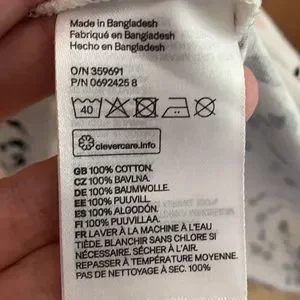 Made in Bangladesh
Fabriqué en Bangladesh
Hecho en Bangladesh
O/N 359691
P/N 0692425 8
40
clevercare.info
GB 100% COTTON.
CZ 100% BAVLNA.
DE 100% BAUMWOLLE.
EE 100% PUUVILL.
ES 100% ALGODÓN.
FI 100% PUUVILLAA.
FR LAVER À LA MACHINE À L'EAU
TIÈDE. BLANCHIR SANS CHLORE SI
NÉCESSAIRE. SÉCHER À L'AIR.
REPASSER À TEMPÉRATURE MOYENNE.
PAS DE NETTOYAGE À SEC.